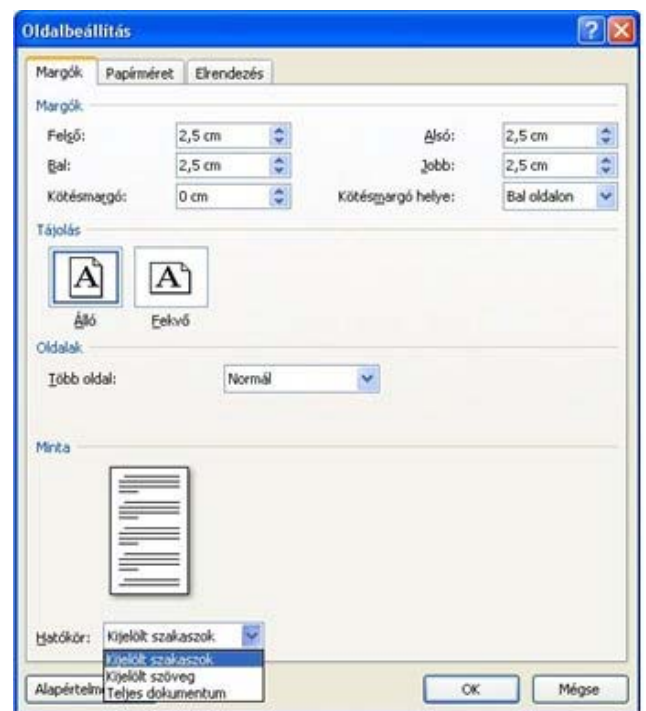 Oldalbeállítás
Margók Papírméret Elrendezés
Margók
Felső: 2,5 cm Alsó: 2,5 cm
Bal: 2,5 cm Jobb: 2,5 cm
Kötésmargó: 0 cm Kötésmargó helye: Bal oldalon
Tájolás
A A
Álló Fekvő
Oldalak
Több oldal: Normál
Minta
Hatókör: Kijelölt szakaszok
Kijelölt szakaszok
Kijelölt szöveg
Teljes dokumentum
OK Mégse